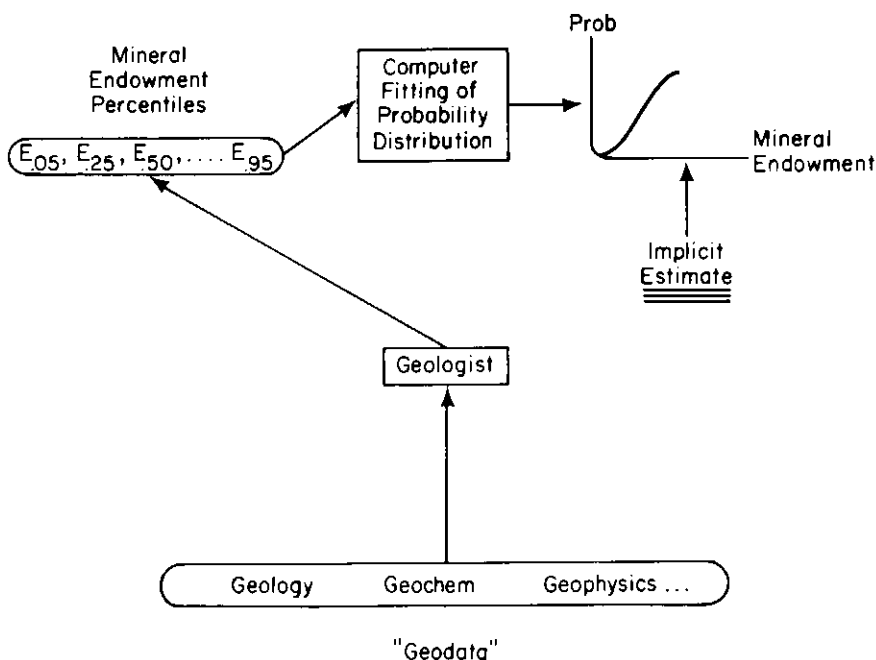 Mineral
Endowment
Percentiles
E.05, E.25, E.50, .... E.95
Computer
Fitting of
Probability
Distribution
Prob
Mineral
Endowment
Implicit
Estimate
Geologist
Geology Geochem Geophysics ...
"Geodata"